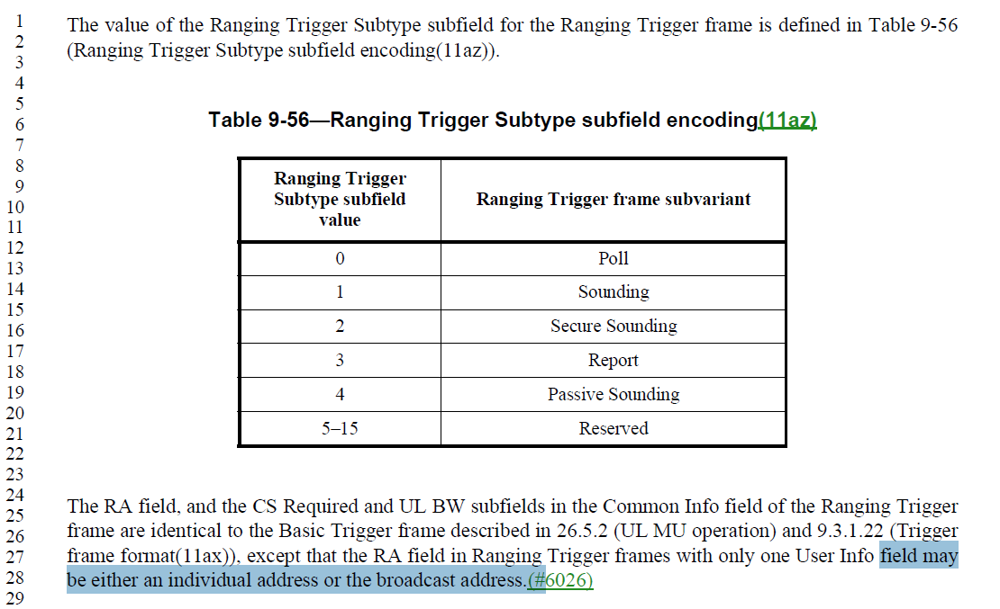 1
2
3
4
5
6
7
8
9
10
11
12
13
14
15
16
17
18
19
20
21
22
23
24
25
26
27
28
29
The value of the Ranging Trigger Subtype subfield for the Ranging Trigger frame is defined in Table 9-56
(Ranging Trigger Subtype subfield encoding(11az)).
Table 9-56—Ranging Trigger Subtype subfield encoding(11az)
Ranging Trigger
Subtype subfield
value
Ranging Trigger frame subvariant
0 Poll
1 Sounding
2 Secure Sounding
3 Report
4 Passive Sounding
5–15 Reserved
The RA field, and the CS Required and UL BW subfields in the Common Info field of the Ranging Trigger
frame are identical to the Basic Trigger frame described in 26.5.2 (UL MU operation) and 9.3.1.22 (Trigger
frame format(11ax)), except that the RA field in Ranging Trigger frames with only one User Info field may
be either an individual address or the broadcast address.(#6026)